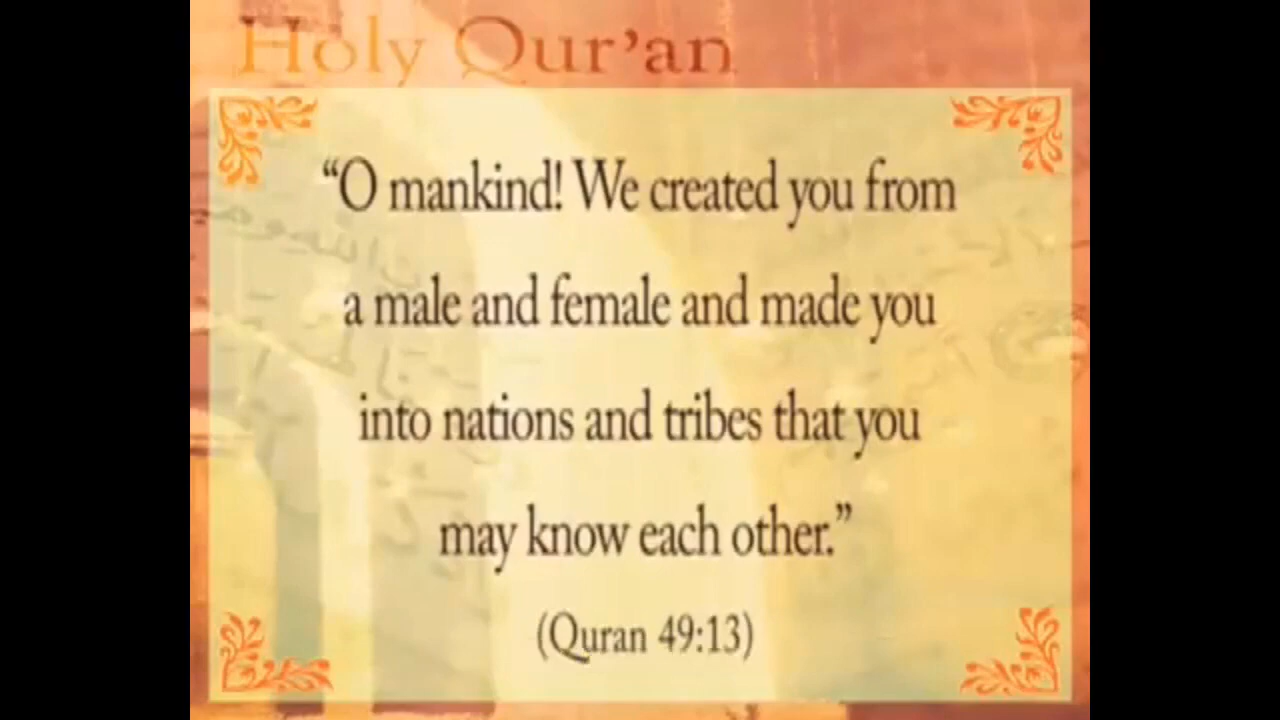 Holy Qur’an
“O mankind! We created you from
a male and female and made you
into nations and tribes that you
may know each other.”
(Quran 49:13)